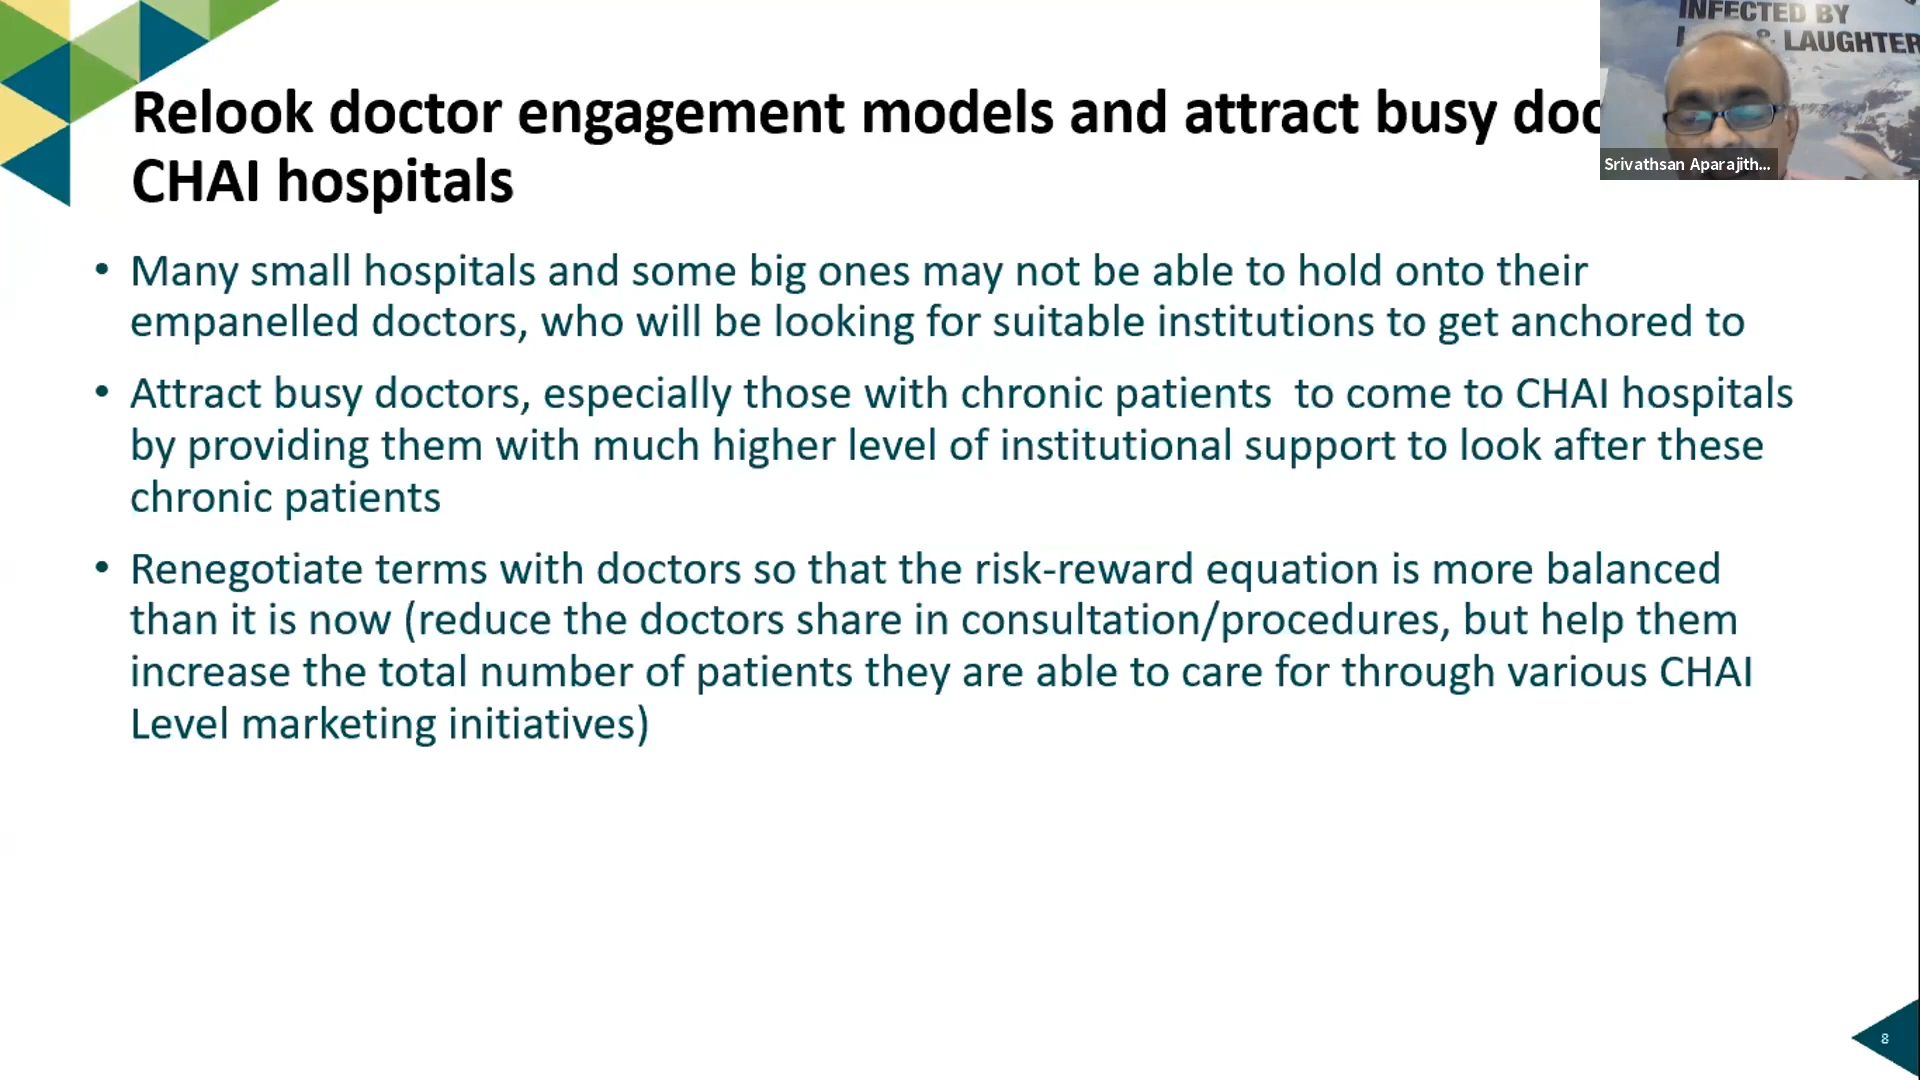 INFECTED BY
& LAUGHTER
Relook doctor engagement models and attract busy doc
CHAI hospitals
Srivathsan Aparajith...
• Many small hospitals and some big ones may not be able to hold onto their
empanelled doctors, who will be looking for suitable institutions to get anchored to
• Attract busy doctors, especially those with chronic patients to come to CHAI hospitals
by providing them with much higher level of institutional support to look after these
chronic patients
• Renegotiate terms with doctors so that the risk-reward equation is more balanced
than it is now (reduce the doctors share in consultation/procedures, but help them
increase the total number of patients they are able to care for through various CHAI
Level marketing initiatives)
8